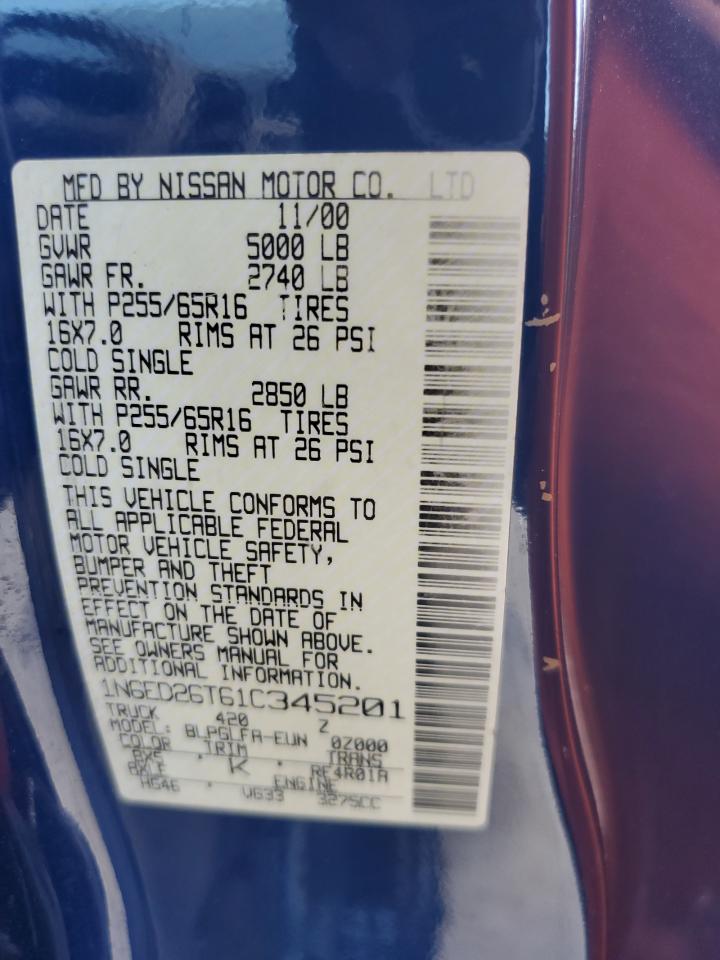 MFD BY NISSAN MOTOR CO. LTD
DATE 11/00
GVWR 5000 LB
GAWR FR. 2740 LB
WITH P255/65R16 TIRES
16X7.0 RIMS AT 26 PSI
COLD SINGLE
GAWR RR. 2850 LB
WITH P255/65R16 TIRES
16X7.0 RIMS AT 26 PSI
COLD SINGLE
THIS VEHICLE CONFORMS TO
ALL APPLICABLE FEDERAL
MOTOR VEHICLE SAFETY,
BUMPER AND THEFT
PREVENTION STANDARDS IN
EFFECT ON THE DATE OF
MANUFACTURE SHOWN ABOVE.
SEE OWNERS MANUAL FOR
ADDITIONAL INFORMATION.
1N6ED26T61C345201
TRUCK 420 Z
MODEL: BLPGLFA-EUN 0Z000
COLOR TRIM TRANS
K RE4R01A
AXLE ENGINE
VG33 3275CC